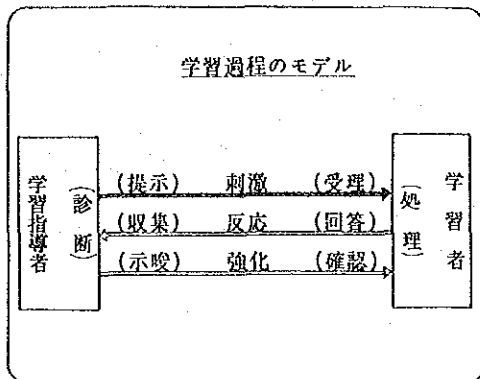 学習過程のモデル
学習指導者
(診断)
(提示) 刺激 (受理)
(収集) 反応 (回答)
(示唆) 強化 (確認)
(処理)
学習者